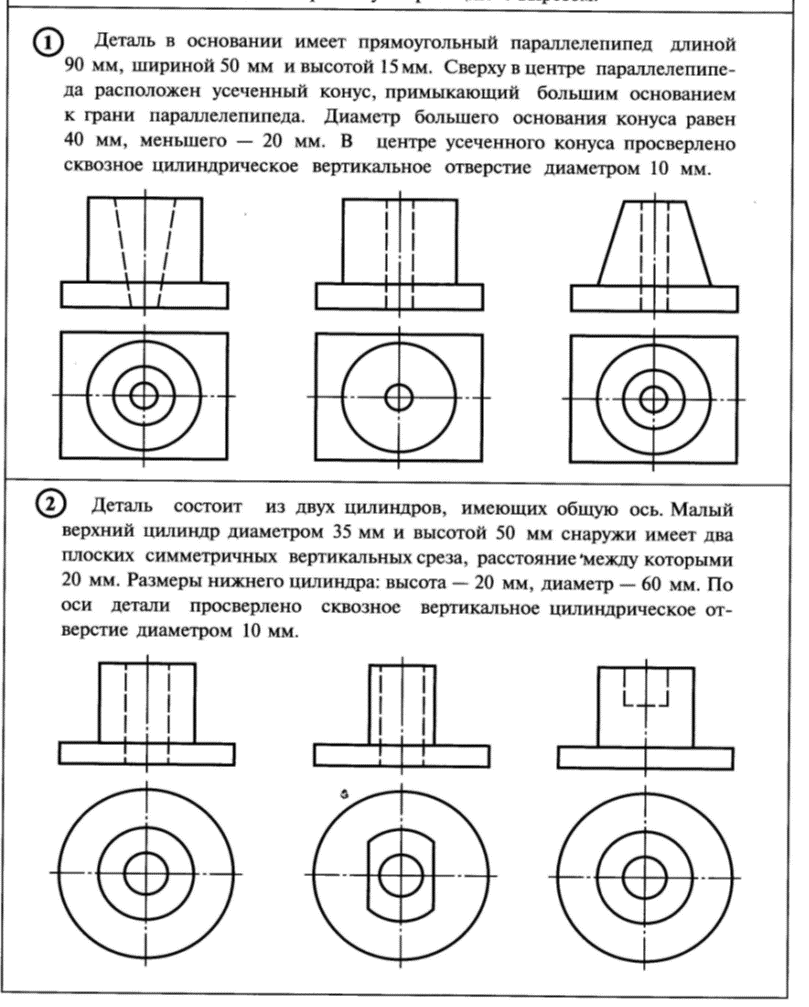 1 Деталь в основании имеет прямоугольный параллелепипед длиной
90 мм, шириной 50 мм и высотой 15 мм. Сверху в центре параллелепипе-
да расположен усеченный конус, примыкающий большим основанием
к грани параллелепипеда. Диаметр большего основания конуса равен
40 мм, меньшего — 20 мм. В центре усеченного конуса просверлено
сквозное цилиндрическое вертикальное отверстие диаметром 10 мм.
2 Деталь состоит из двух цилиндров, имеющих общую ось. Малый
верхний цилиндр диаметром 35 мм и высотой 50 мм снаружи имеет два
плоских симметричных вертикальных среза, расстояние между которыми
20 мм. Размеры нижнего цилиндра: высота — 20 мм, диаметр — 60 мм. По
оси детали просверлено сквозное вертикальное цилиндрическое от-
верстие диаметром 10 мм.